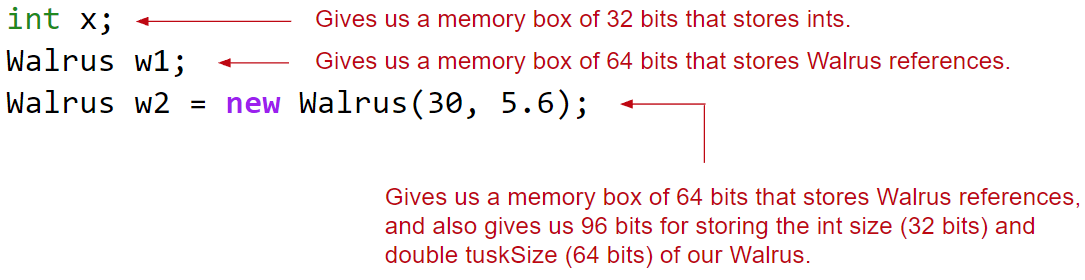 int x; Gives us a memory box of 32 bits that stores ints.
Walrus w1; Gives us a memory box of 64 bits that stores Walrus references.
Walrus w2 = new Walrus(30, 5.6);
Gives us a memory box of 64 bits that stores Walrus references,
and also gives us 96 bits for storing the int size (32 bits) and
double tuskSize (64 bits) of our Walrus.